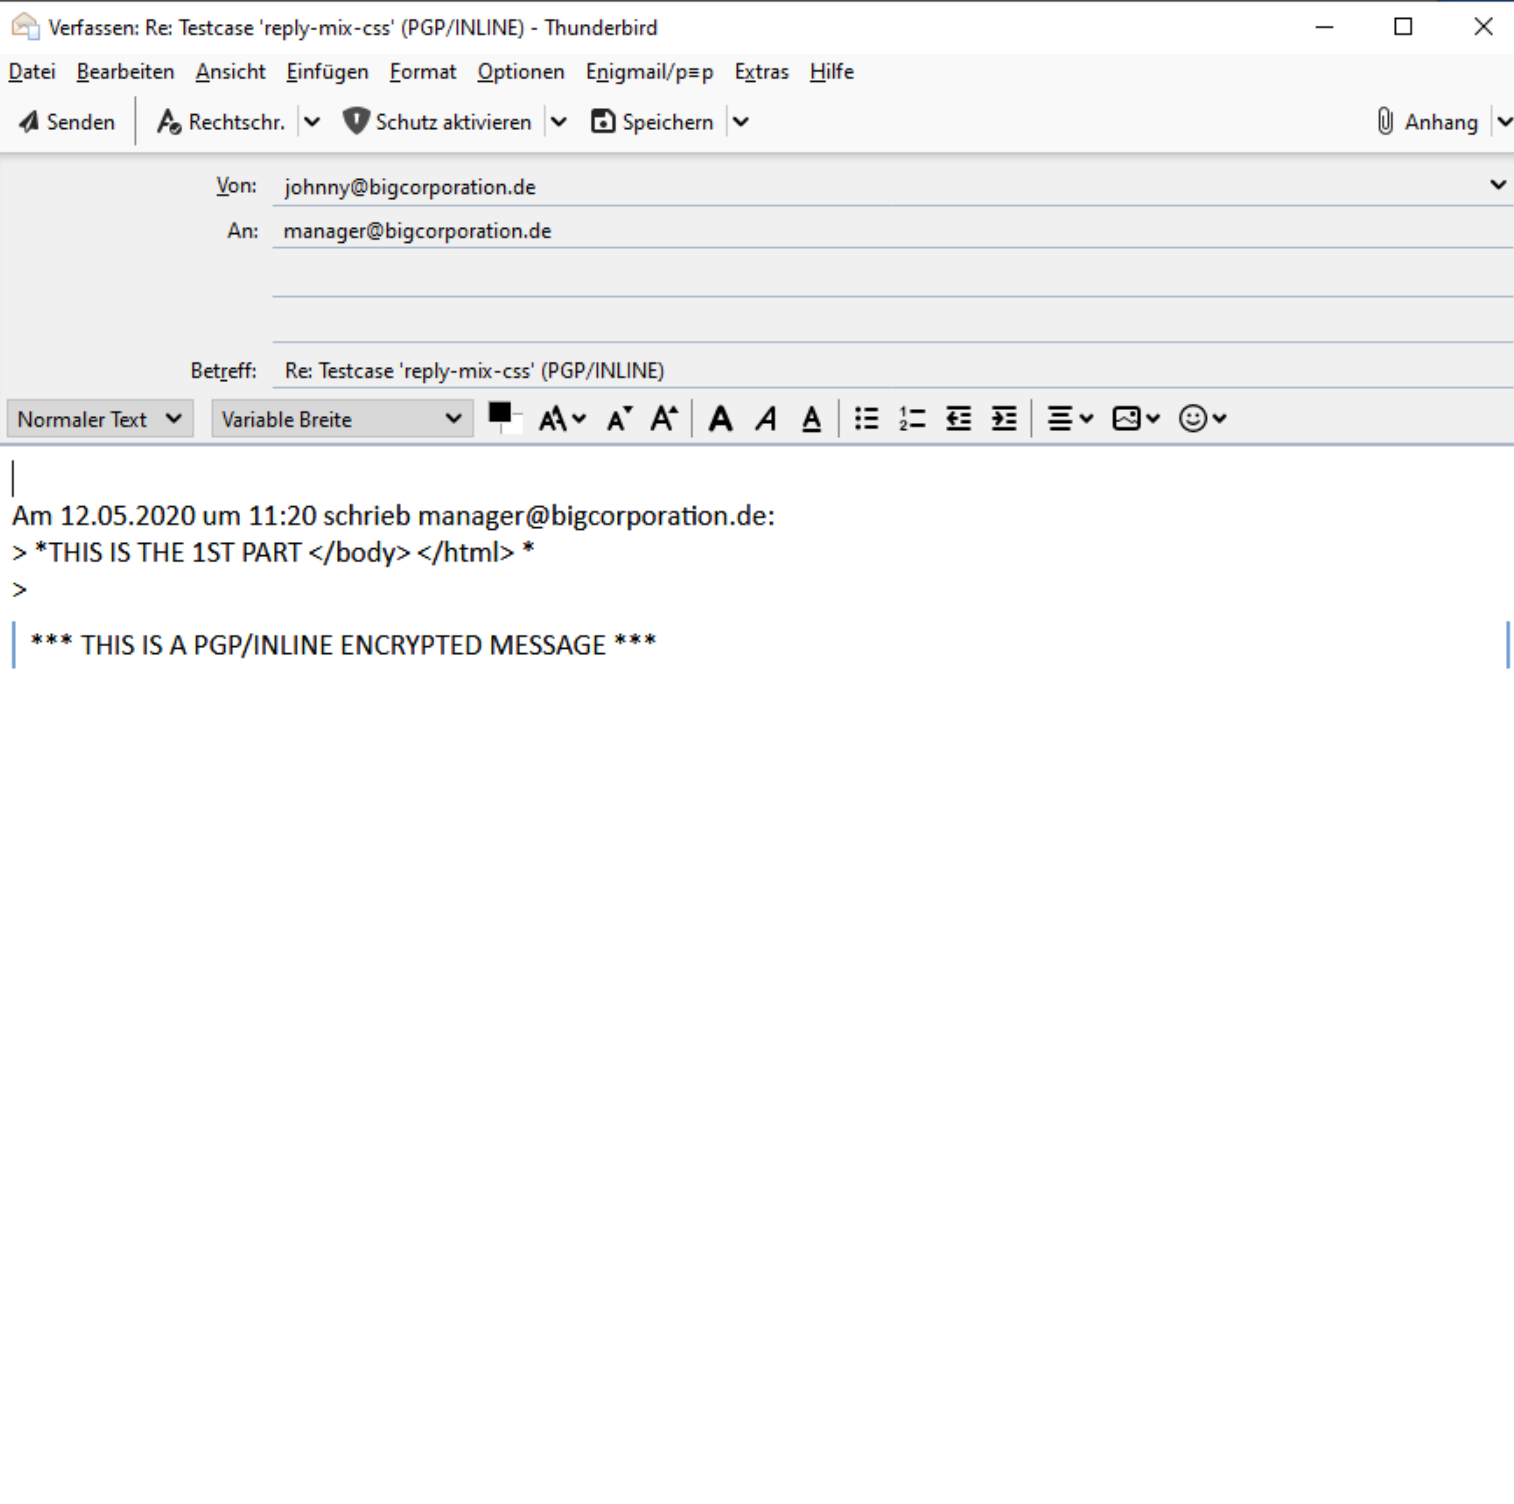 Verfassen: Re: Testcase 'reply-mix-css' (PGP/INLINE) - Thunderbird
Datei Bearbeiten Ansicht Einfügen Format Optionen Enigmail/p≡p Extras Hilfe
Senden Rechtschr. Schutz aktivieren Speichern Anhang
Von: johnny@bigcorporation.de
An: manager@bigcorporation.de
Betreff: Re: Testcase 'reply-mix-css' (PGP/INLINE)
Normaler Text Variable Breite
Am 12.05.2020 um 11:20 schrieb manager@bigcorporation.de:
> *THIS IS THE 1ST PART </body> </html> *
>
*** THIS IS A PGP/INLINE ENCRYPTED MESSAGE ***